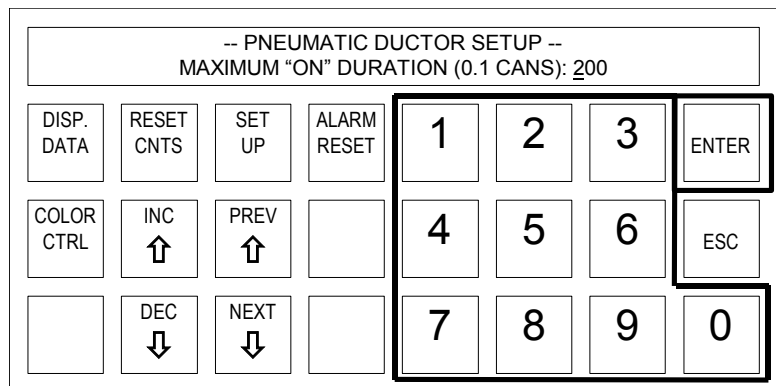 -- PNEUMATIC DUCTOR SETUP --
MAXIMUM “ON” DURATION (0.1 CANS): 200
DISP.
DATA
RESET
CNTS
SET
UP
ALARM
RESET
1
2
3
ENTER
COLOR
CTRL
INC
⇧
PREV
⇧
4
5
6
ESC
DEC
⇩
NEXT
⇩
7
8
9
0